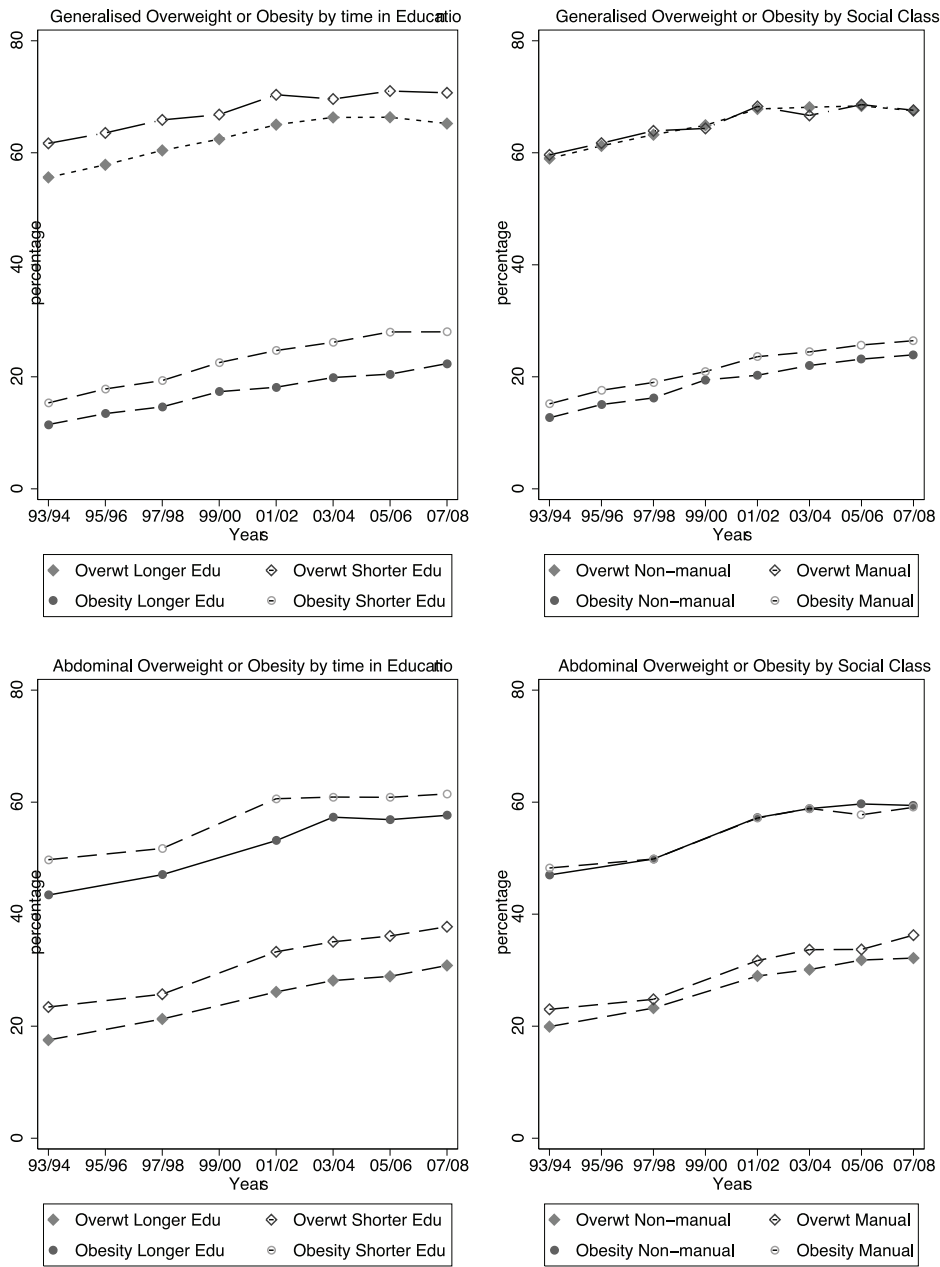 Generalised Overweight or Obesity by time in Educatio
80
60
40
20
0
percentage
93/94 95/96 97/98 99/00 01/02 03/04 05/06 07/08
Years
Overwt Longer Edu Overwt Shorter Edu
Obesity Longer Edu Obesity Shorter Edu
Generalised Overweight or Obesity by Social Class
80
60
40
20
0
percentage
93/94 95/96 97/98 99/00 01/02 03/04 05/06 07/08
Years
Overwt Non−manual Overwt Manual
Obesity Non−manual Obesity Manual
Abdominal Overweight or Obesity by time in Educatio
80
60
40
20
0
percentage
93/94 95/96 97/98 99/00 01/02 03/04 05/06 07/08
Years
Overwt Longer Edu Overwt Shorter Edu
Obesity Longer Edu Obesity Shorter Edu
Abdominal Overweight or Obesity by Social Class
80
60
40
20
0
percentage
93/94 95/96 97/98 99/00 01/02 03/04 05/06 07/08
Years
Overwt Non−manual Overwt Manual
Obesity Non−manual Obesity Manual